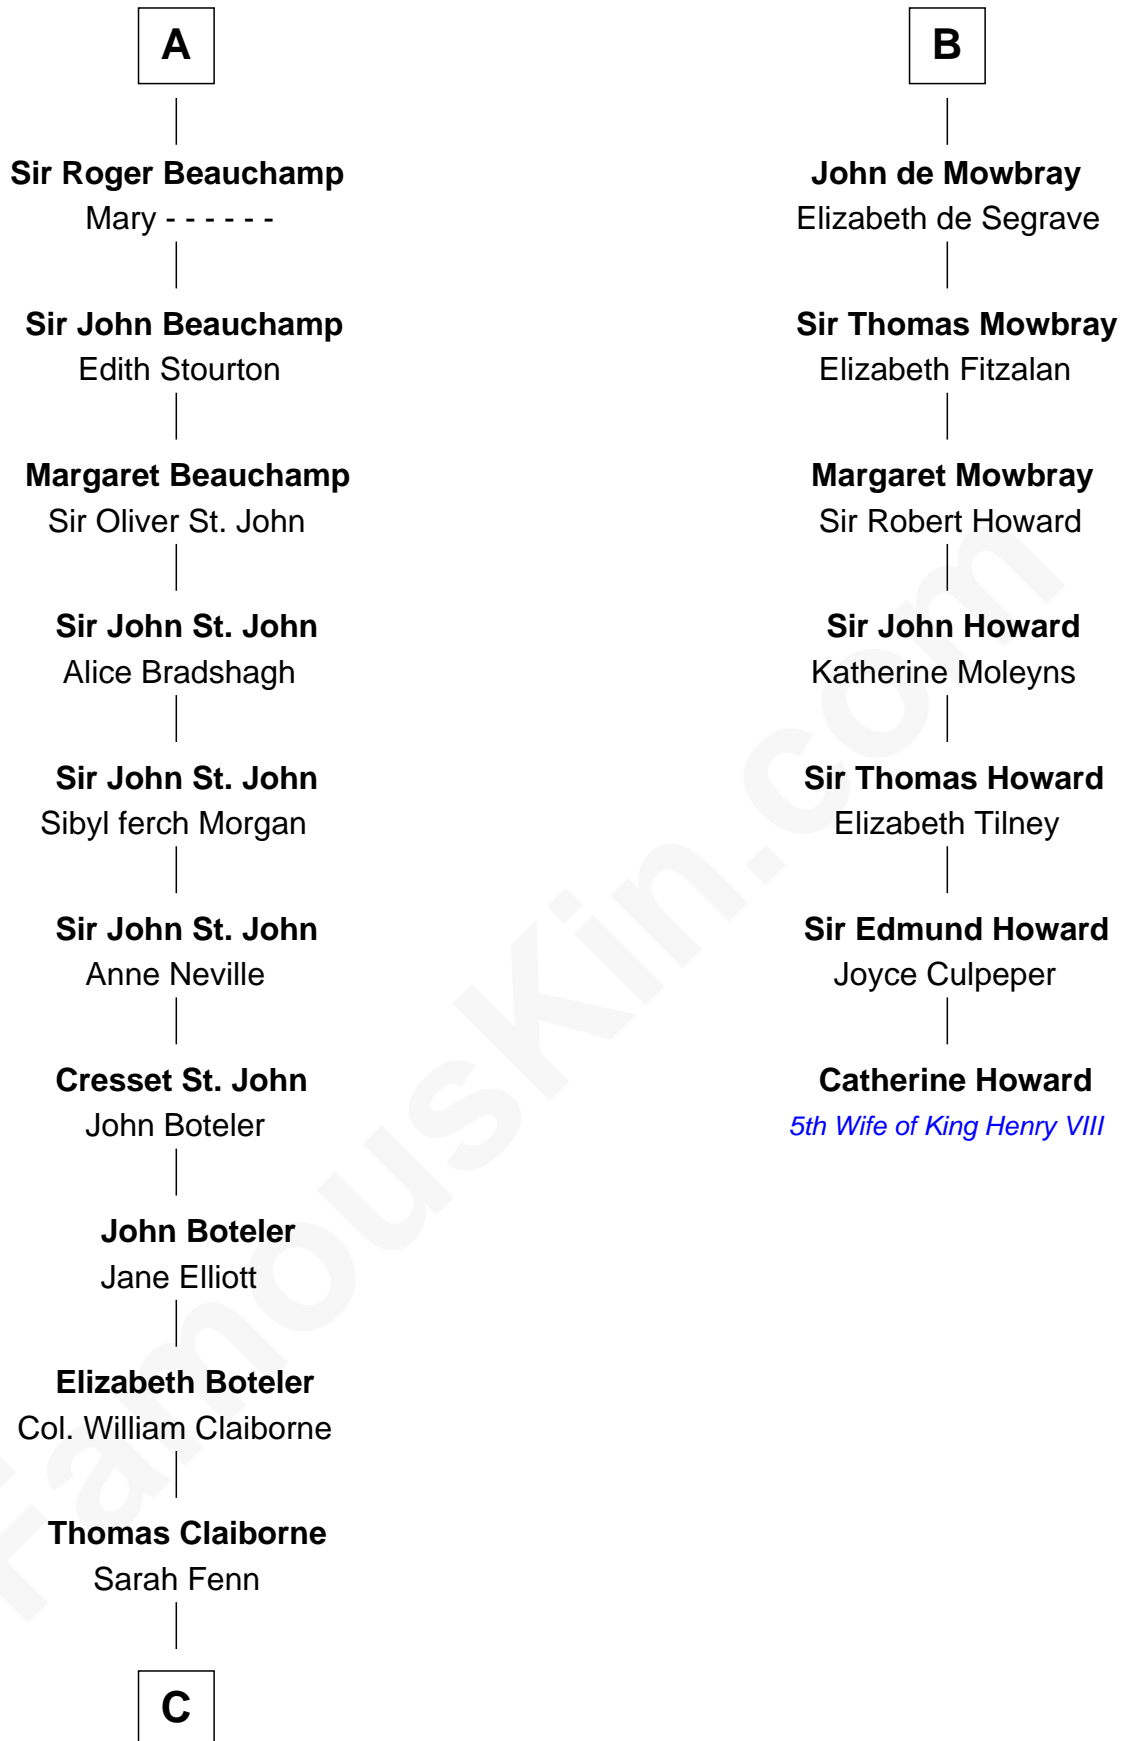 A
Sir Roger Beauchamp
Mary - - - - - -
Sir John Beauchamp
Edith Stourton
Margaret Beauchamp
Sir Oliver St. John
Sir John St. John
Alice Bradshagh
Sir John St. John
Sibyl ferch Morgan
Sir John St. John
Anne Neville
Cresset St. John
John Boteler
John Boteler
Jane Elliott
Elizabeth Boteler
Col. William Claiborne
Thomas Claiborne
Sarah Fenn
C
B
John de Mowbray
Elizabeth de Segrave
Sir Thomas Mowbray
Elizabeth Fitzalan
Margaret Mowbray
Sir Robert Howard
Sir John Howard
Katherine Moleyns
Sir Thomas Howard
Elizabeth Tilney
Sir Edmund Howard
Joyce Culpeper
Catherine Howard
5th Wife of King Henry VIII
FamousKin.com